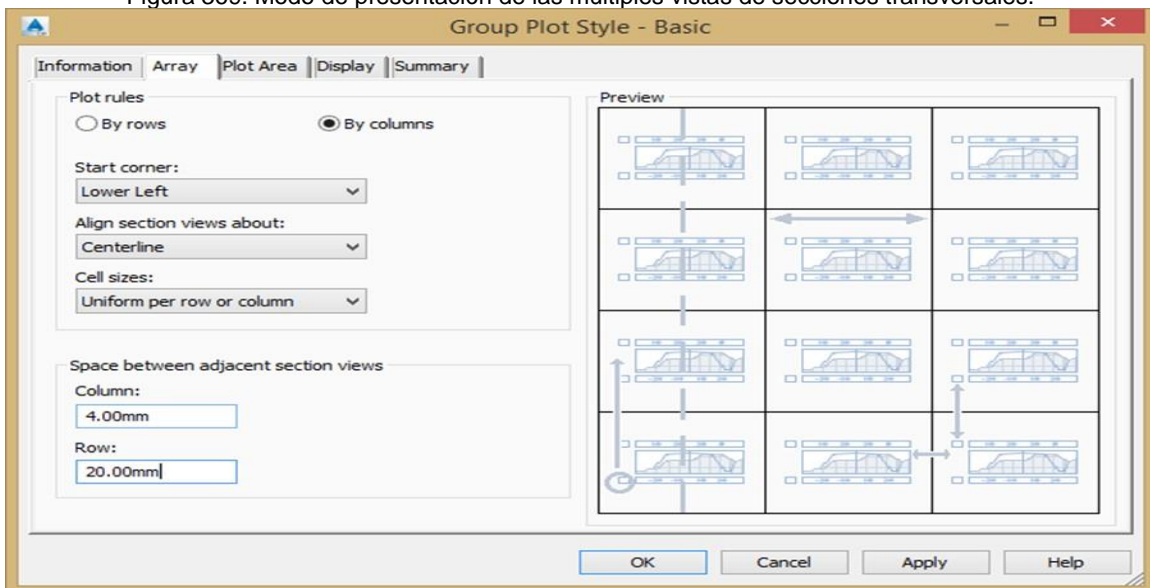 Figura 309. Modo de presentación de las múltiples vistas de secciones transversales.
Group Plot Style - Basic
Information Array Plot Area Display Summary
Plot rules
By rows By columns
Start corner:
Lower Left
Align section views about:
Centerline
Cell sizes:
Uniform per row or column
Space between adjacent section views
Column:
4.00mm
Row:
20.00mm
Preview
OK Cancel Apply Help